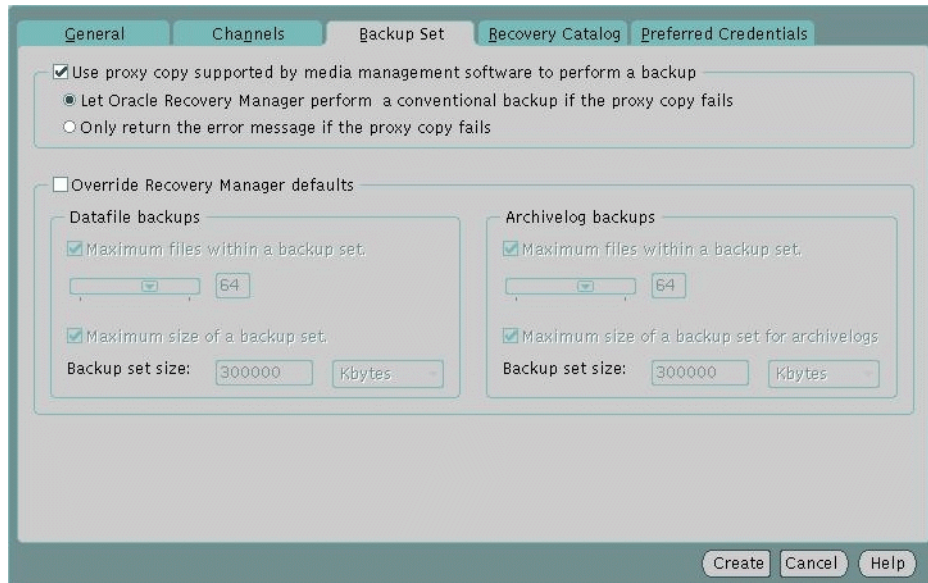 General Channels Backup Set Recovery Catalog Preferred Credentials
Use proxy copy supported by media management software to perform a backup
Let Oracle Recovery Manager perform a conventional backup if the proxy copy fails
Only return the error message if the proxy copy fails
Override Recovery Manager defaults
Datafile backups
Maximum files within a backup set.
64
Maximum size of a backup set.
Backup set size: 300000 Kbytes
Archivelog backups
Maximum files within a backup set.
64
Maximum size of a backup set for archivelogs
Backup set size: 300000 Kbytes
Create Cancel Help